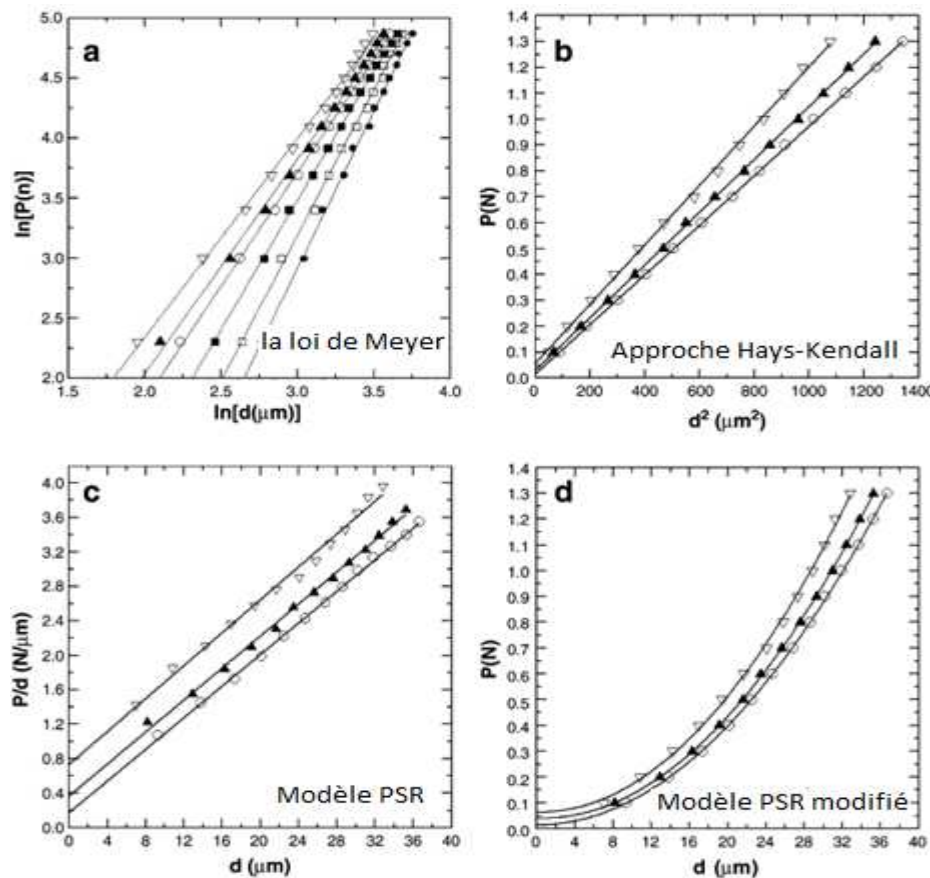 a
ln[P(n)]
5.0
4.5
4.0
3.5
3.0
2.5
2.0
1.5 2.0 2.5 3.0 3.5 4.0
ln[d(μm)]
la loi de Meyer
b
P(N)
1.4
1.3
1.2
1.1
1.0
0.9
0.8
0.7
0.6
0.5
0.4
0.3
0.2
0.1
0.0
0 200 400 600 800 1000 1200 1400
d² (μm²)
Approche Hays-Kendall
c
P/d (N/μm)
4.4
4.0
3.6
3.2
2.8
2.4
2.0
1.6
1.2
0.8
0.4
0.0
0 4 8 12 16 20 24 28 32 36 40
d (μm)
Modèle PSR
d
P(N)
1.4
1.3
1.2
1.1
1.0
0.9
0.8
0.7
0.6
0.5
0.4
0.3
0.2
0.1
0.0
0 4 8 12 16 20 24 28 32 36 40
d (μm)
Modèle PSR modifié